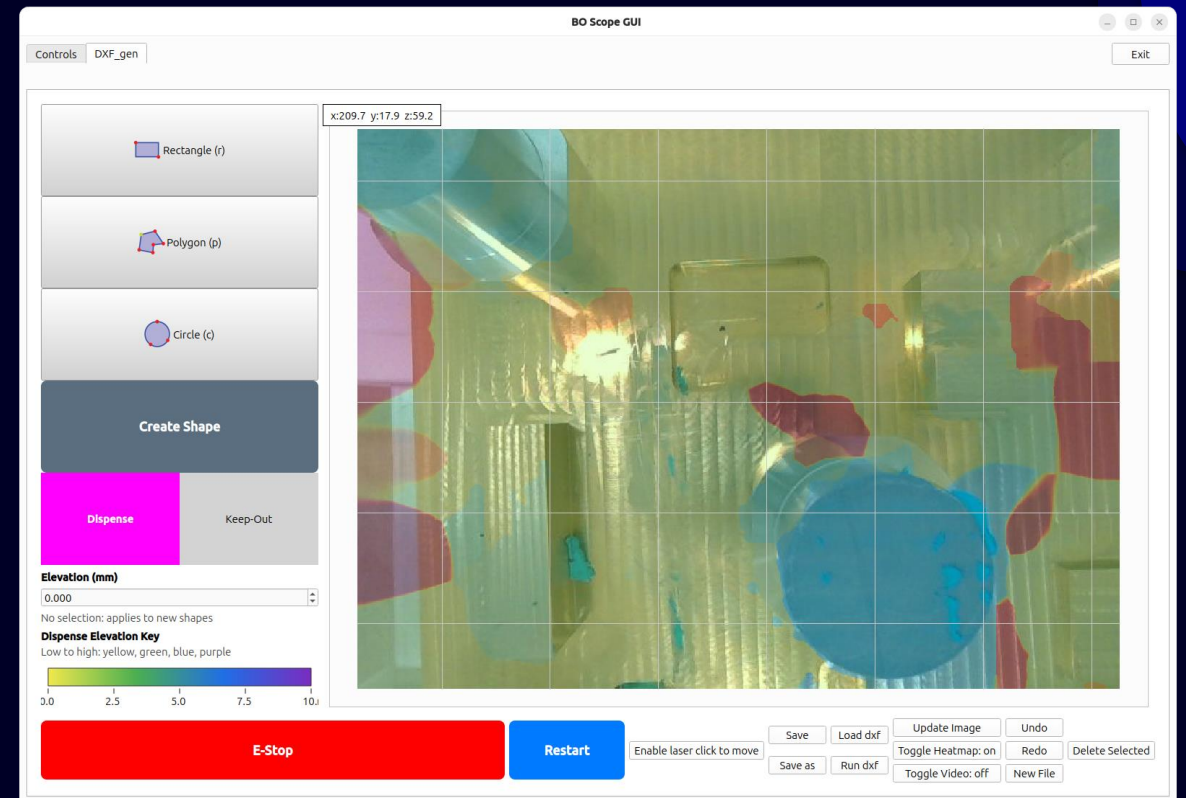 BO Scope GUI
Controls DXF_gen Exit
x:209.7 y:17.9 z:59.2
Rectangle (r)
Polygon (p)
Circle (c)
Create Shape
Dispense Keep-Out
Elevation (mm)
0.000
No selection: applies to new shapes
Dispense Elevation Key
Low to high: yellow, green, blue, purple
0.0 2.5 5.0 7.5 10.
E-Stop
Restart
Enable laser click to move
Save Load dxf
Save as Run dxf
Update Image Undo
Toggle Heatmap: on Redo Delete Selected
Toggle Video: off New File